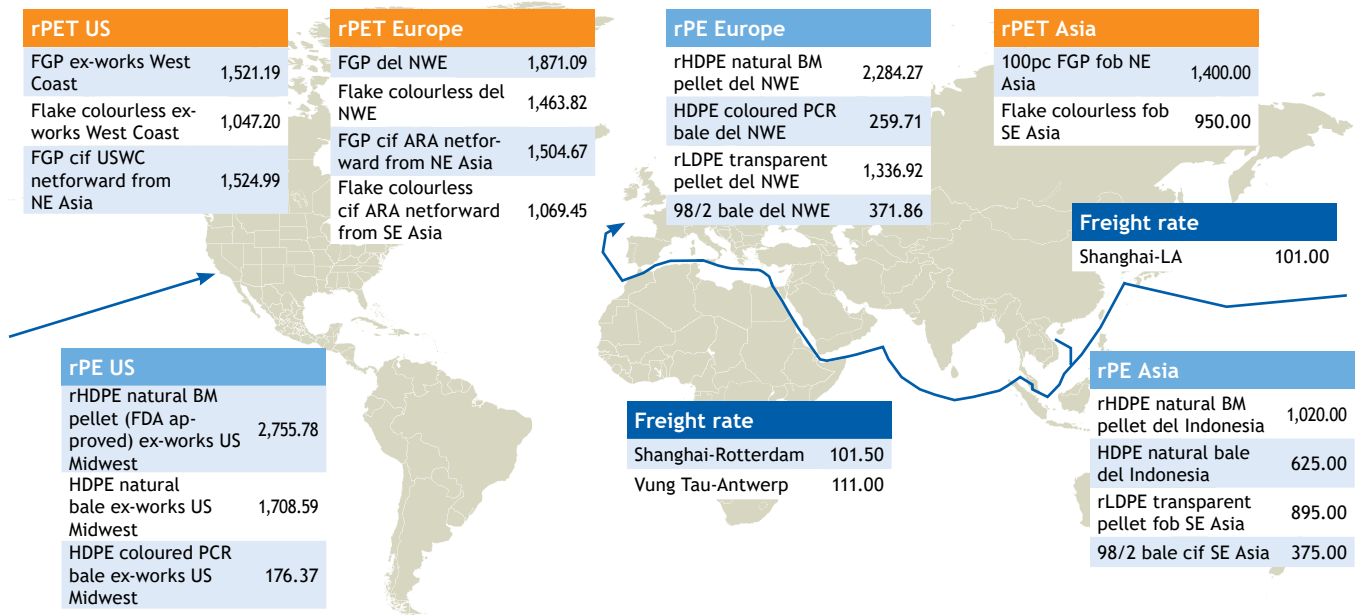 rPET US
FGP ex-works West
Coast
1,521.19
Flake colourless ex-
works West Coast
1,047.20
FGP cif USWC
netforward from
NE Asia
1,524.99
rPET Europe
FGP del NWE
1,871.09
Flake colourless del
NWE
1,463.82
FGP cif ARA netfor-
ward from NE Asia
1,504.67
Flake colourless
cif ARA netforward
from SE Asia
1,069.45
rPE Europe
rHDPE natural BM
pellet del NWE
2,284.27
HDPE coloured PCR
bale del NWE
259.71
rLDPE transparent
pellet del NWE
1,336.92
98/2 bale del NWE
371.86
rPET Asia
100pc FGP fob NE
Asia
1,400.00
Flake colourless fob
SE Asia
950.00
Freight rate
Shanghai-LA
101.00
rPE US
rHDPE natural BM
pellet (FDA ap-
proved) ex-works US
Midwest
2,755.78
HDPE natural
bale ex-works US
Midwest
1,708.59
HDPE coloured PCR
bale ex-works US
Midwest
176.37
Freight rate
Shanghai-Rotterdam
101.50
Vung Tau-Antwerp
111.00
rPE Asia
rHDPE natural BM
pellet del Indonesia
1,020.00
HDPE natural bale
del Indonesia
625.00
rLDPE transparent
pellet fob SE Asia
895.00
98/2 bale cif SE Asia
375.00